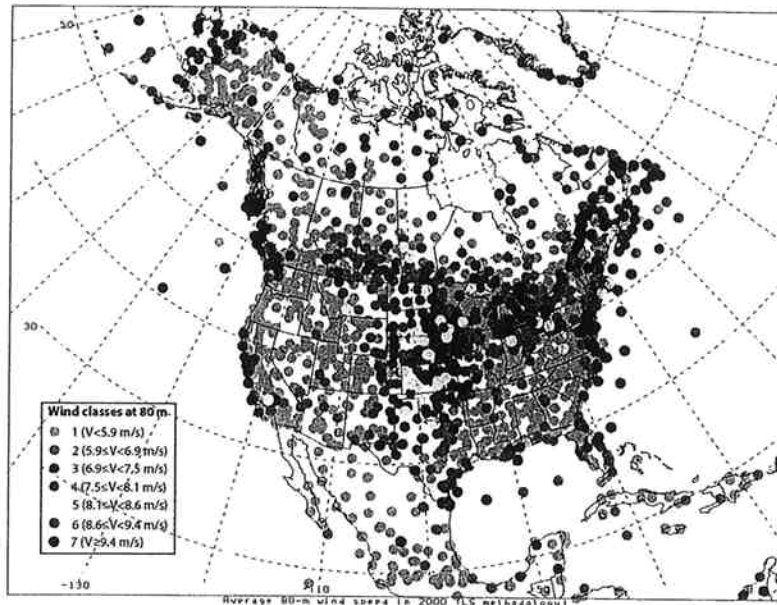 50
30
Wind classes at 80 m
1 (V<5.9 m/s)
2 (5.9≤V<6.9 m/s)
3 (6.9≤V<7.5 m/s)
4 (7.5≤V<8.1 m/s)
5 (8.1≤V<8.6 m/s)
6 (8.6≤V<9.4 m/s)
7 (V≥9.4 m/s)
-130
Average 80-m wind speed in 2000 (LS methodology)